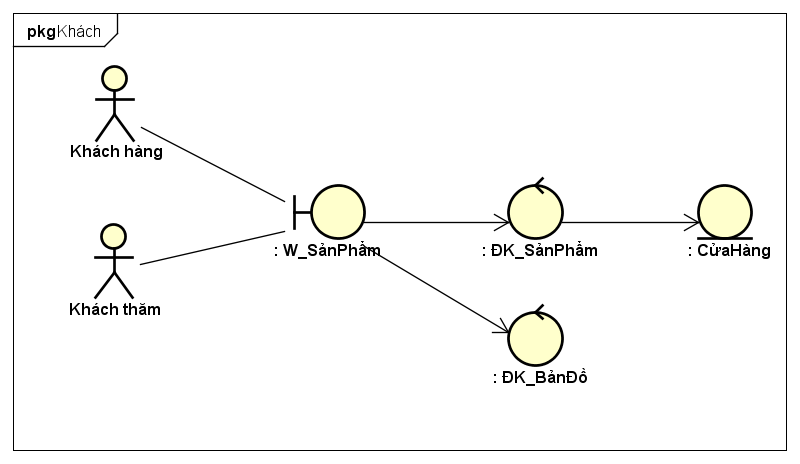 pkgKhách
Khách hàng
: W_SảnPhẩm
: ĐK_SảnPhẩm
: CửaHàng
Khách thăm
: ĐK_BảnĐồ